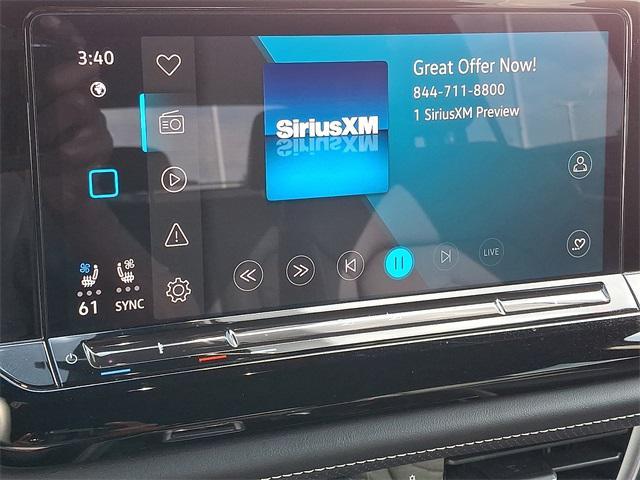 3:40
Great Offer Now!
844-711-8800
1 SiriusXM Preview
SiriusXM
LIVE
61 SYNC